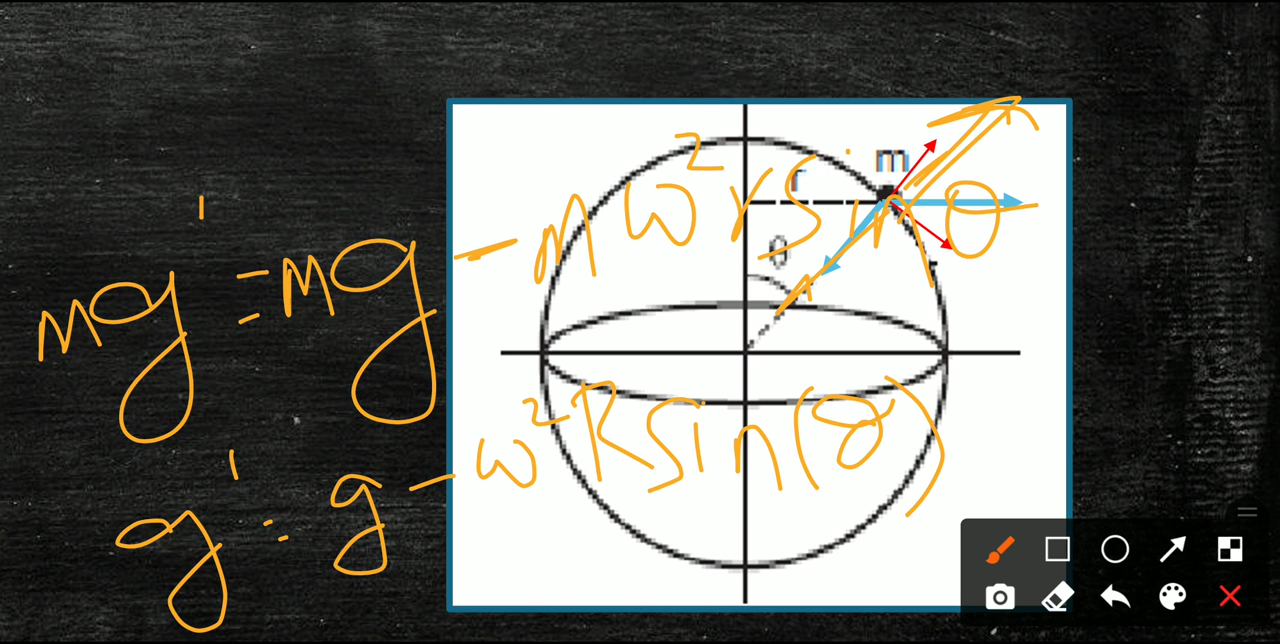 mg' = mg - mω²r sin θ
r m
θ
g' = g - ω²R sin(θ)